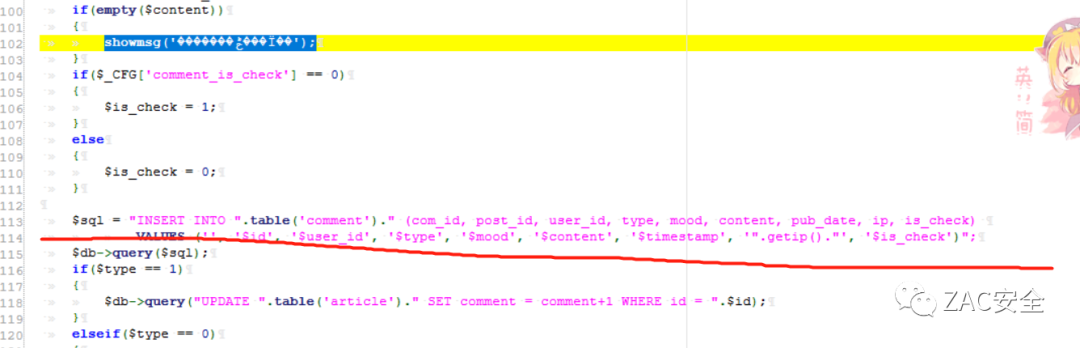 100 if(empty($content))
101 {
102 showmsg('�������ݲ���Ϊ��');
103 }
104 if($_CFG['comment_is_check'] == 0)
105 {
106 $is_check = 1;
107 }
108 else
109 {
110 $is_check = 0;
111 }
112
113 $sql = "INSERT INTO ".table('comment')." (com_id, post_id, user_id, type, mood, content, pub_date, ip, is_check)
114 VALUES ('', '$id', '$user_id', '$type', '$mood', '$content', '$timestamp', '".getip()."', '$is_check')";
115 $db->query($sql);
116 if($type == 1)
117 {
118 $db->query("UPDATE ".table('article')." SET comment = comment+1 WHERE id = ".$id);
119 }
120 elseif($type == 0)
英
简
ZAC安全